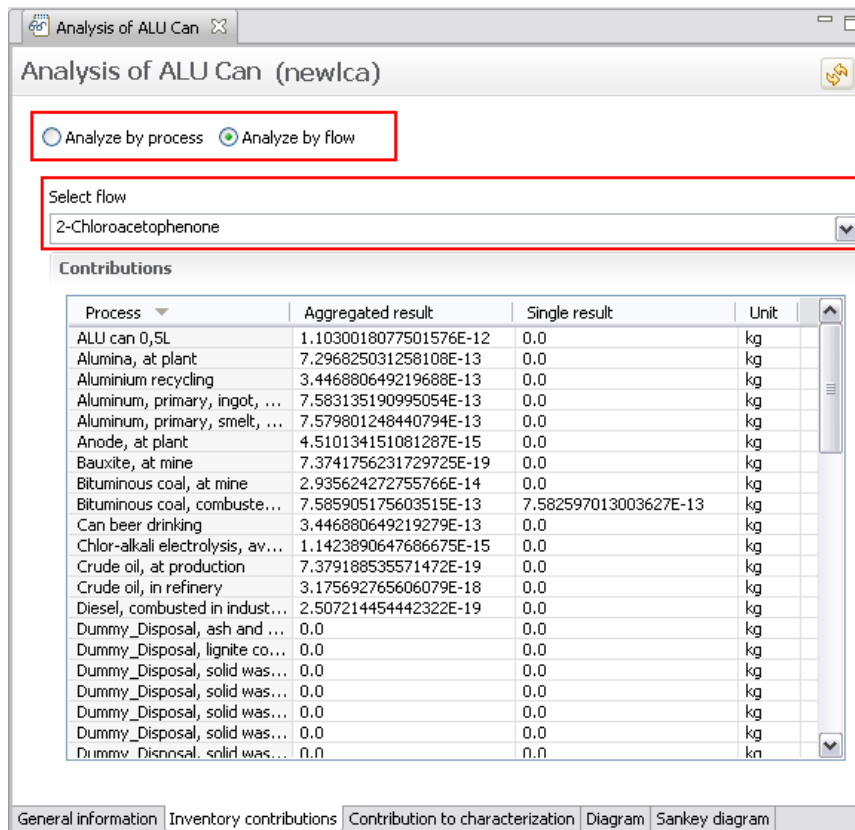 Analysis of ALU Can
Analysis of ALU Can (newlca)
Analyze by process Analyze by flow
Select flow
2-Chloroacetophenone
Contributions
Process Aggregated result Single result Unit
ALU can 0,5L 1.1030018077501576E-12 0.0 kg
Alumina, at plant 7.296825031258108E-13 0.0 kg
Aluminium recycling 3.446880649219688E-13 0.0 kg
Aluminum, primary, ingot, ... 7.583135190995054E-13 0.0 kg
Aluminum, primary, smelt, ... 7.579801248440794E-13 0.0 kg
Anode, at plant 4.510134151081287E-15 0.0 kg
Bauxite, at mine 7.3741756231729725E-19 0.0 kg
Bituminous coal, at mine 2.935624272755766E-14 0.0 kg
Bituminous coal, combuste... 7.585905175603515E-13 7.582597013003627E-13 kg
Can beer drinking 3.446880649219279E-13 0.0 kg
Chlor-alkali electrolysis, av... 1.1423890647686675E-15 0.0 kg
Crude oil, at production 7.379188535571472E-19 0.0 kg
Crude oil, in refinery 3.175692765606079E-18 0.0 kg
Diesel, combusted in indust... 2.507214454442322E-19 0.0 kg
Dummy_Disposal, ash and ... 0.0 0.0 kg
Dummy_Disposal, lignite co... 0.0 0.0 kg
Dummy_Disposal, solid was... 0.0 0.0 kg
Dummy_Disposal, solid was... 0.0 0.0 kg
Dummy_Disposal, solid was... 0.0 0.0 kg
Dummy_Disposal, solid was... 0.0 0.0 kg
Dummy_Disposal, solid was... 0.0 0.0 kg
General information Inventory contributions Contribution to characterization Diagram Sankey diagram